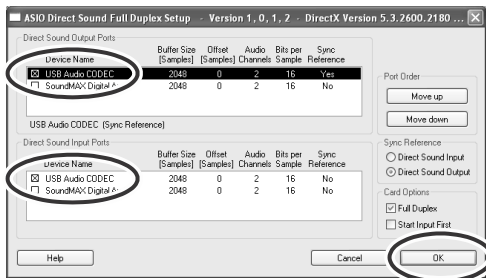 ASIO Direct Sound Full Duplex Setup - Version 1, 0, 1, 2 - DirectX Version 5.3.2600.2180 ...
Direct Sound Output Ports
Device Name Buffer Size [Samples] Offset [Samples] Audio Channels Bits per Sample Sync Reference
USB Audio CODEC 2048 0 2 16 Yes
SoundMAX Digital 2048 0 2 16 No
USB Audio CODEC (Sync Reference)
Direct Sound Input Ports
Device Name Buffer Size [Samples] Offset [Samples] Audio Channels Bits per Sample Sync Reference
USB Audio CODEC 2048 0 2 16 No
SoundMAX Digital 2048 0 2 16 No
Port Order
Move up
Move down
Sync Reference
Direct Sound Input
Direct Sound Output
Card Options
Full Duplex
Start Input First
Help
Cancel
OK